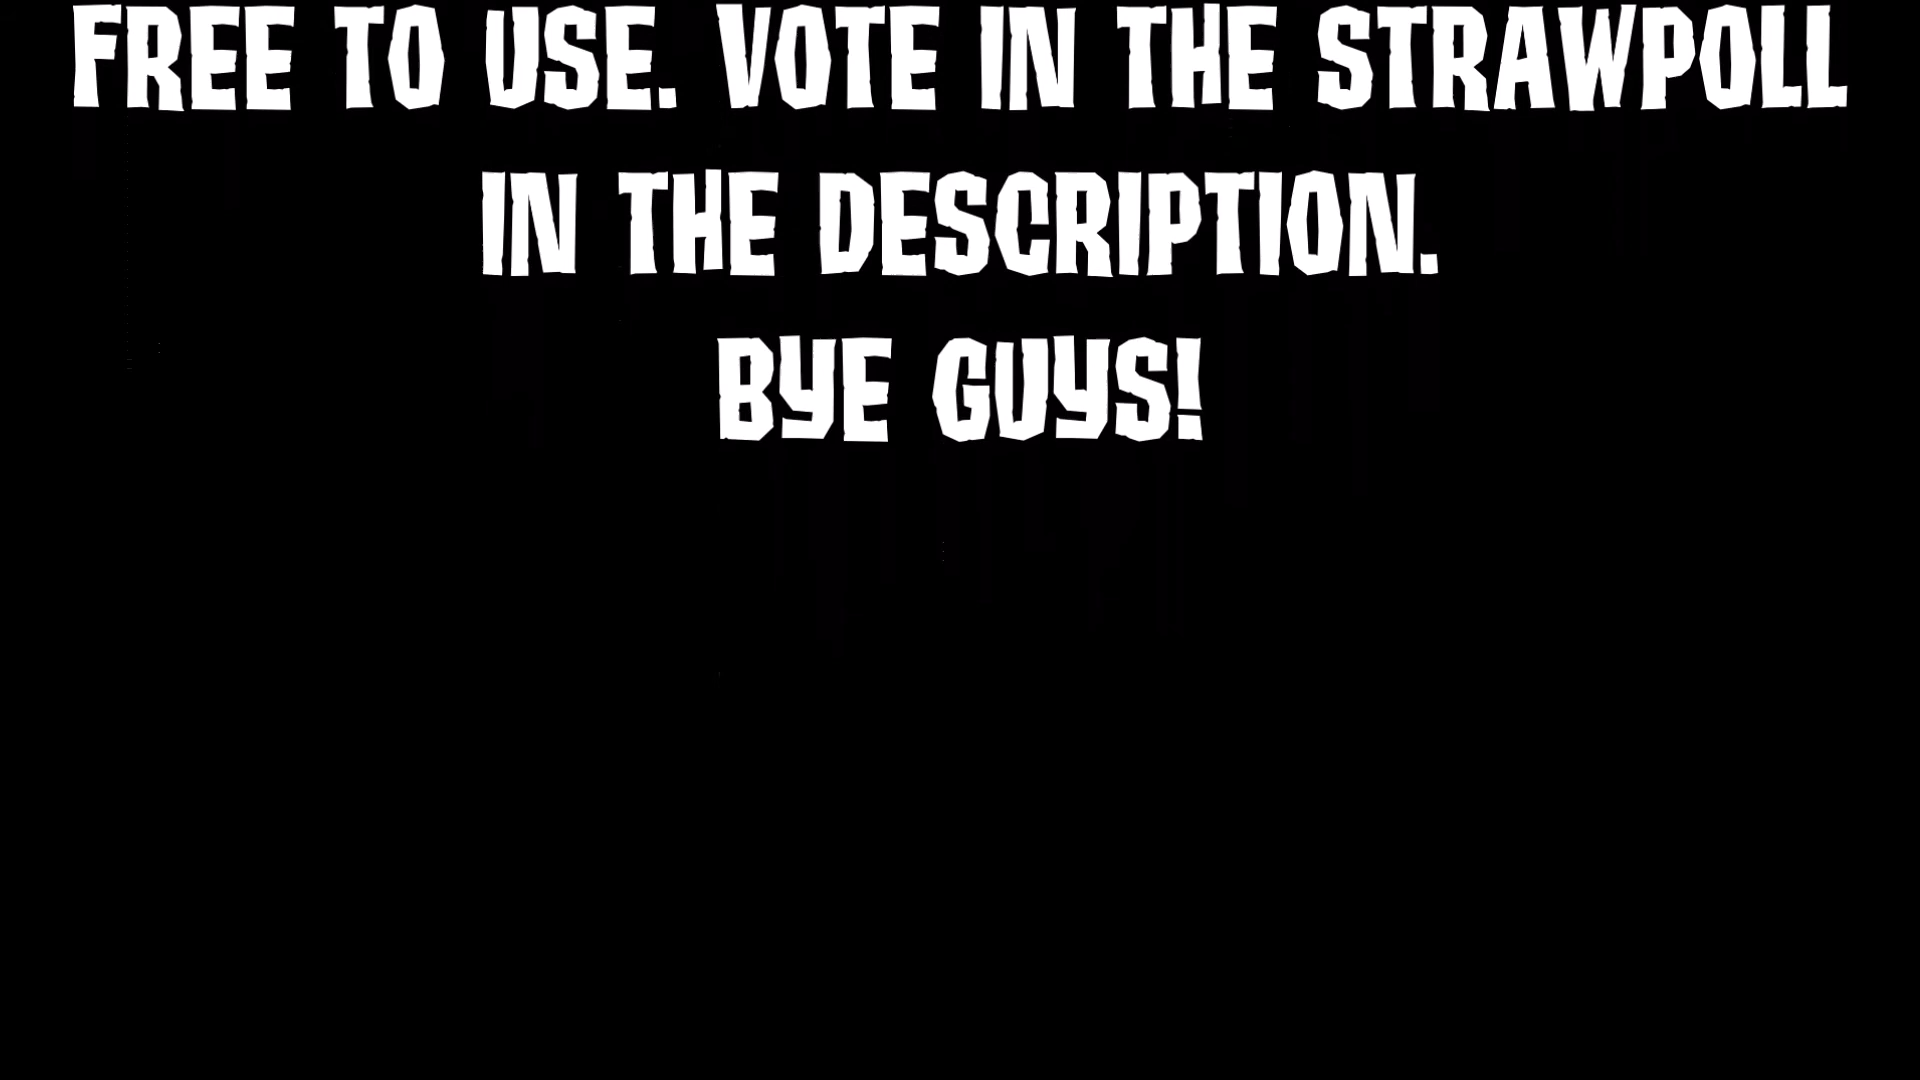 FREE TO USE. VOTE IN THE STRAWPOLL
IN THE DESCRIPTION.
BYE GUYS!